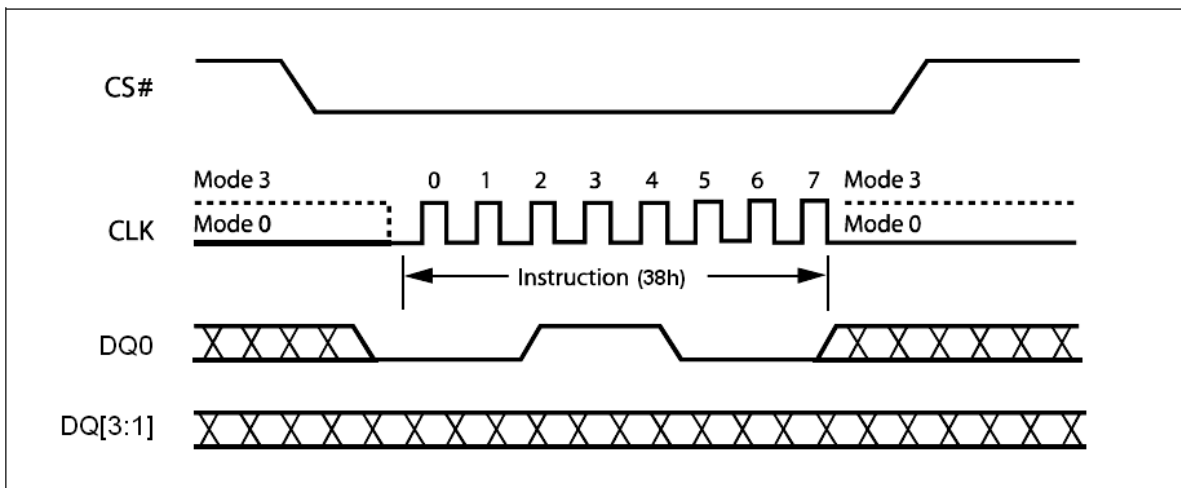 CS#
Mode 3 0 1 2 3 4 5 6 7 Mode 3
CLK Mode 0 Mode 0
Instruction (38h)
DQ0
DQ[3:1]